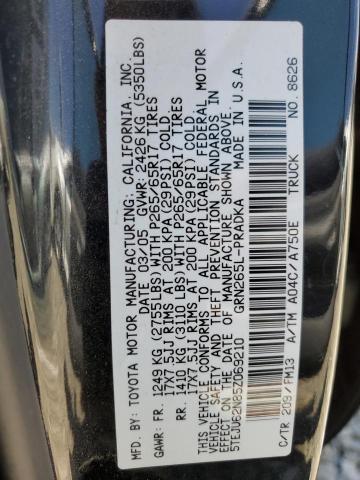 MFD. BY: TOYOTA MOTOR MANUFACTURING, CALIFORNIA, INC.
DATE: 03/05 GVWR: 2426KG (5350LBS)
GAWR: FR. 1249 KG (2755 LBS) WITH P265/65R17 TIRES
17X7.5JJ RIMS AT 200 KPA (29PSI) COLD.
RR. 1410 KG (3110 LBS) WITH P265/65R17 TIRES
17X7.5JJ RIMS AT 200 KPA (29PSI) COLD.
THIS VEHICLE CONFORMS TO ALL APPLICABLE FEDERAL MOTOR
VEHICLE SAFETY AND THEFT PREVENTION STANDARDS IN
EFFECT ON THE DATE OF MANUFACTURE SHOWN ABOVE.
5TEJU62N85Z069210 GRN265L-PRADKA MADE IN U.S.A.
C/TR 209/FM13 A/TM A04C/A750E TRUCK NO. 8626